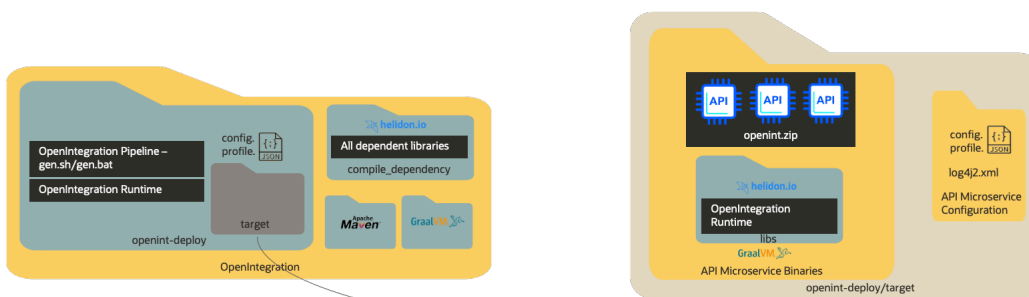 config.
profile.
{:}
JSON
OpenIntegration Pipeline –
gen.sh/gen.bat
OpenIntegration Runtime
target
openint-deploy
helidon.io
All dependent libraries
compile_dependency
Apache
Maven™
GraalVM
OpenIntegration
API
API
API
openint.zip
helidon.io
OpenIntegration
Runtime
libs
GraalVM
API Microservice Binaries
config.
profile.
{:}
JSON
log4j2.xml
API Microservice
Configuration
openint-deploy/target